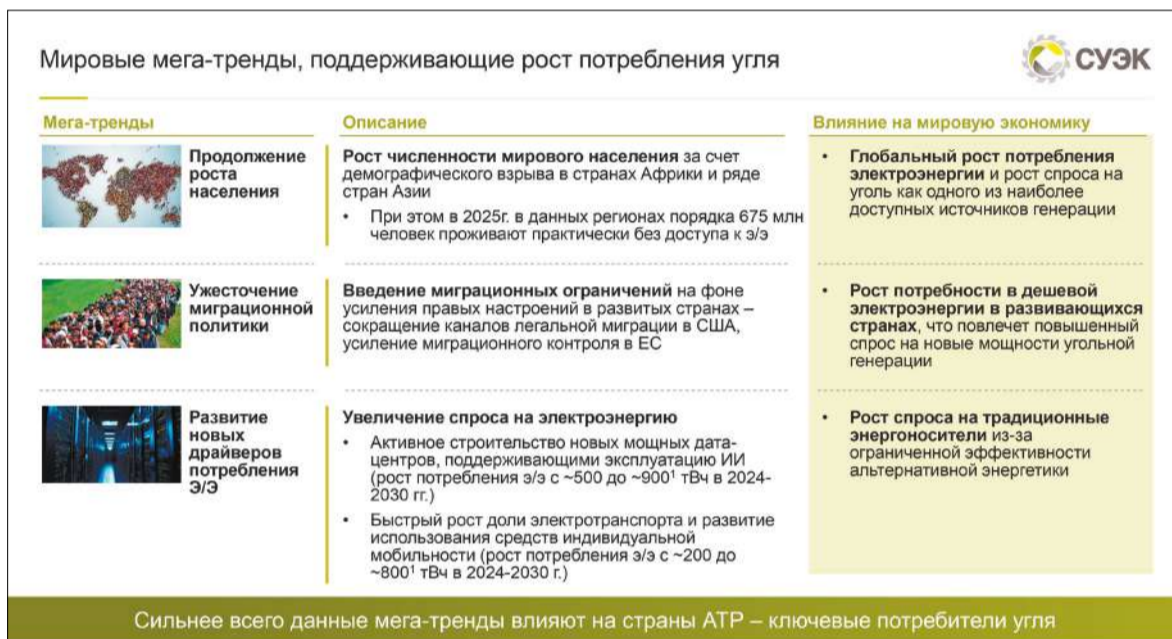 Мировые мега-тренды, поддерживающие рост потребления угля
СУЭК
Мега-тренды
Описание
Влияние на мировую экономику
Продолжение
роста
населения
Рост численности мирового населения за счет
демографического взрыва в странах Африки и ряде
стран Азии
• При этом в 2025г. в данных регионах порядка 675 млн
человек проживают практически без доступа к э/э
• Глобальный рост потребления
электроэнергии и рост спроса на
уголь как одного из наиболее
доступных источников генерации
Ужесточение
миграционной
политики
Введение миграционных ограничений на фоне
усиления правых настроений в развитых странах –
сокращение каналов легальной миграции в США,
усиление миграционного контроля в ЕС
• Рост потребности в дешевой
электроэнергии в развивающихся
странах, что повлечет повышенный
спрос на новые мощности угольной
генерации
Развитие
новых
драйверов
потребления
Э/Э
Увеличение спроса на электроэнергию
• Активное строительство новых мощных дата-
центров, поддерживающими эксплуатацию ИИ
(рост потребления э/э с ~500 до ~900¹ тВч в 2024-
2030 гг.)
• Быстрый рост доли электротранспорта и развитие
использования средств индивидуальной
мобильности (рост потребления э/э с ~200 до
~800¹ тВч в 2024-2030 г.)
• Рост спроса на традиционные
энергоносители из-за
ограниченной эффективности
альтернативной энергетики
Сильнее всего данные мега-тренды влияют на страны АТР – ключевые потребители угля